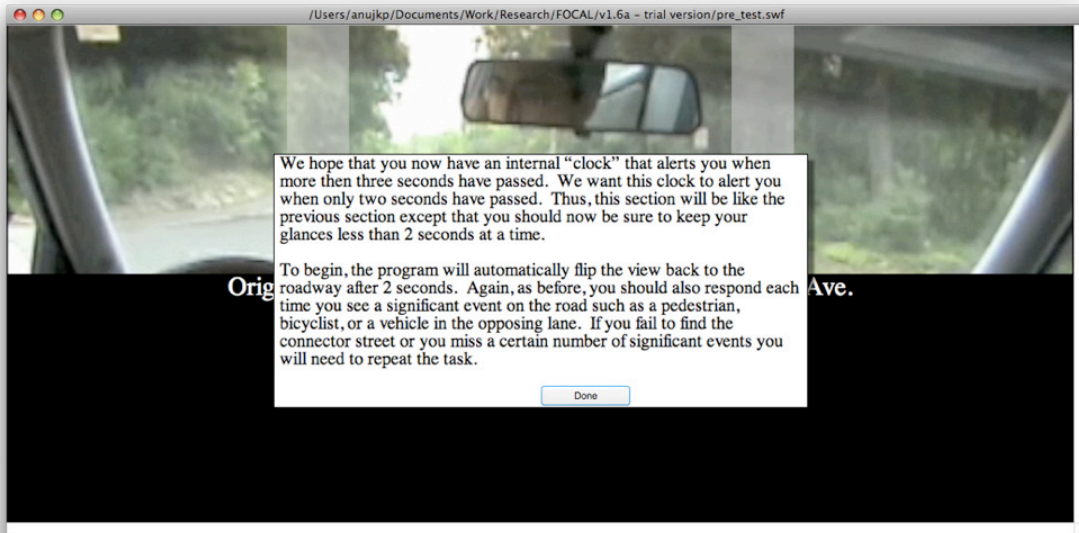 /Users/anujkp/Documents/Work/Research/FOCAL/v1.6a – trial version/pre_test.swf
We hope that you now have an internal “clock” that alerts you when
more then three seconds have passed.  We want this clock to alert you
when only two seconds have passed.  Thus, this section will be like the
previous section except that you should now be sure to keep your
glances less than 2 seconds at a time.
To begin, the program will automatically flip the view back to the
roadway after 2 seconds.  Again, as before, you should also respond each
time you see a significant event on the road such as a pedestrian,
bicyclist, or a vehicle in the opposing lane.  If you fail to find the
connector street or you miss a certain number of significant events you
will need to repeat the task.
Done
Orig
Ave.